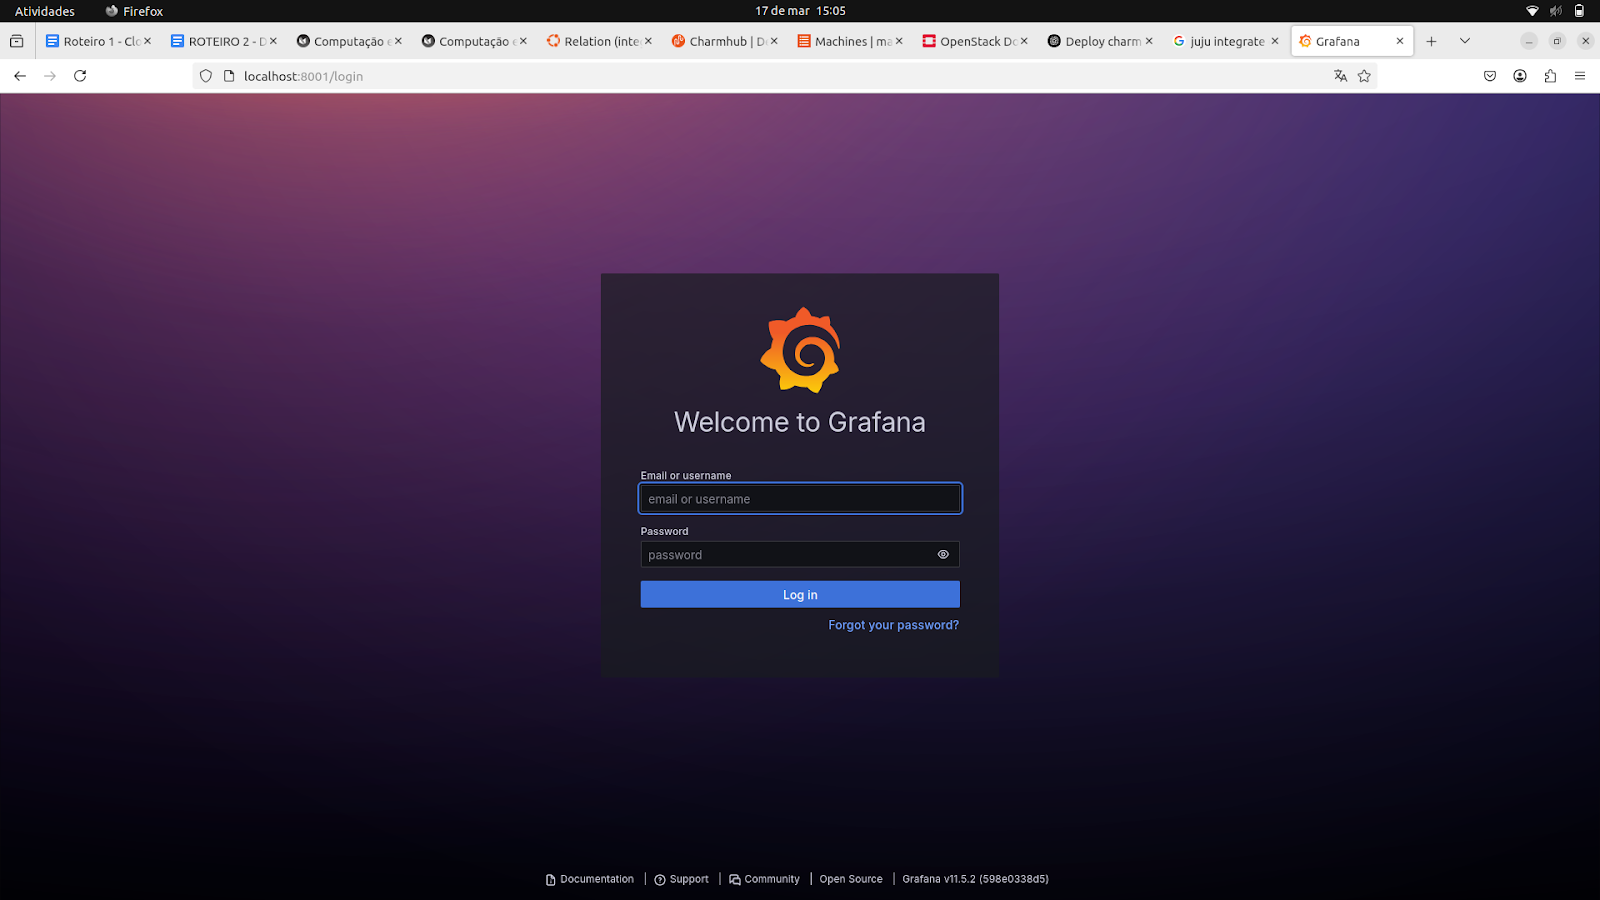 Atividades Firefox 17 de mar 15:05
Roteiro 1 - Clo ROTEIRO 2 - D Computação e Computação e Relation (inte Charmhub | De Machines | ma OpenStack Do Deploy charm juju integrate Grafana
localhost:8001/login
Welcome to Grafana
Email or username
email or username
Password
password
Log in
Forgot your password?
Documentation | Support | Community | Open Source | Grafana v11.5.2 (598e0338d5)